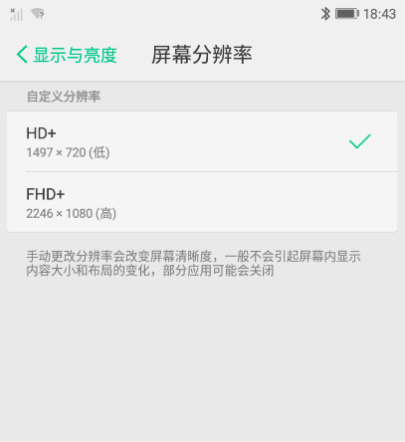 18:43
显示与亮度 屏幕分辨率
自定义分辨率
HD+
1497 × 720 (低)
FHD+
2246 × 1080 (高)
手动更改分辨率会改变屏幕清晰度，一般不会引起屏幕内显示
内容大小和布局的变化，部分应用可能会关闭